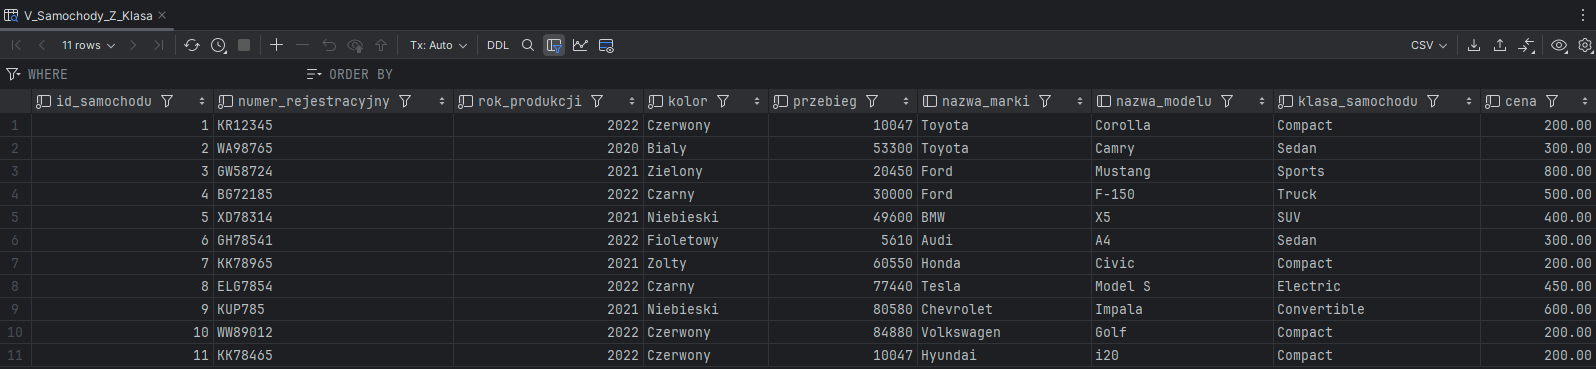 V_Samochody_Z_Klasa
11 rows Tx: Auto DDL CSV
WHERE ORDER BY
id_samochodu numer_rejestracyjny rok_produkcji kolor przebieg nazwa_marki nazwa_modelu klasa_samochodu cena
1 1 KR12345 2022 Czerwony 10047 Toyota Corolla Compact 200.00
2 2 WA98765 2020 Bialy 53300 Toyota Camry Sedan 300.00
3 3 GW58724 2021 Zielony 20450 Ford Mustang Sports 800.00
4 4 BG72185 2022 Czarny 30000 Ford F-150 Truck 500.00
5 5 XD78314 2021 Niebieski 49600 BMW X5 SUV 400.00
6 6 GH78541 2022 Fioletowy 5610 Audi A4 Sedan 300.00
7 7 KK78965 2021 Zolty 60550 Honda Civic Compact 200.00
8 8 ELG7854 2022 Czarny 77440 Tesla Model S Electric 450.00
9 9 KUP785 2021 Niebieski 80580 Chevrolet Impala Convertible 600.00
10 10 WW89012 2022 Czerwony 84880 Volkswagen Golf Compact 200.00
11 11 KK78465 2022 Czerwony 10047 Hyundai i20 Compact 200.00